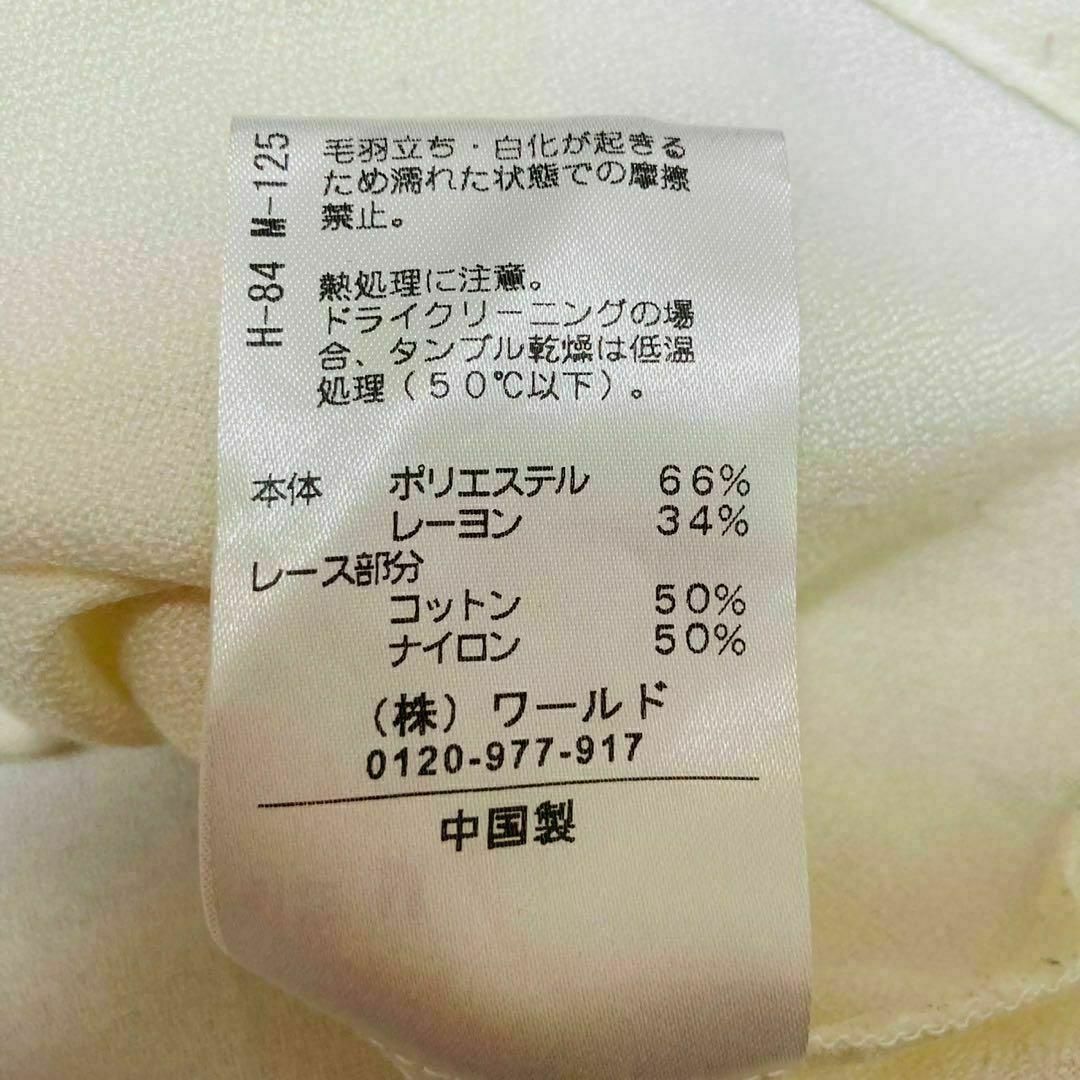 毛羽立ち・白化が起きる
ため濡れた状態での摩擦
禁止。
熱処理に注意。
ドライクリーニングの場
合、タンブル乾燥は低温
処理(50℃以下)。
H-84 M-125
本体 ポリエステル 66%
レーヨン 34%
レース部分
コットン 50%
ナイロン 50%
(株)ワールド
0120-977-917
中国製